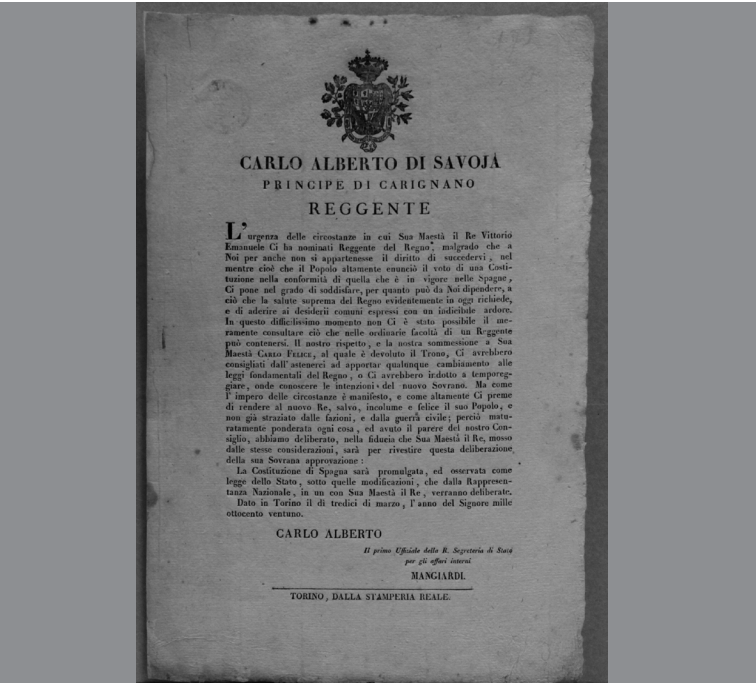 CARLO ALBERTO DI SAVOJA
PRINCIPE DI CARIGNANO
REGGENTE
L'urgenza delle circostanze in cui Sua Maestà il Re Vittorio
Emanuele Ci ha nominati Reggente del Regno, malgrado che a
Noi per anche non si appartenesse il diritto di succedervi, nel
mentre cioè che il Popolo altamente enunciò il voto di una Costi-
tuzione nella conformità di quella che è in vigore nelle Spagne,
Ci pone nel grado di soddisfare, per quanto può da Noi dipendere, a
ciò che la salute suprema del Regno evidentemente in oggi richiede,
e di aderire ai desiderii comuni espressi con un indicibile ardore.
In questo difficilissimo momento non Ci è stato possibile il me-
ramente consultare ciò che nelle ordinarie facoltà di un Reggente
può contenersi. Il nostro rispetto, e la nostra sommessione a Sua
Maestà CARLO FELICE, al quale è devoluto il Trono, Ci avrebbero
consigliati dall'astenerci ad apportar qualunque cambiamento alle
leggi fondamentali del Regno, o Ci avrebbero indotto a temporeg-
giare, onde conoscere le intenzioni del nuovo Sovrano. Ma come
l'impero delle circostanze è manifesto, e come altamente Ci preme
di rendere al nuovo Re, salvo, incolume e felice il suo Popolo, e
non già straziato dalle fazioni, e dalla guerra civile; perciò matu-
ratamente ponderata ogni cosa, ed avuto il parere del nostro Con-
siglio, abbiamo deliberato, nella fiducia che Sua Maestà il Re, mosso
dalle stesse considerazioni, sarà per rivestire questa deliberazione
della sua Sovrana approvazione:
La Costituzione di Spagna sarà promulgata, ed osservata come
legge dello Stato, sotto quelle modificazioni, che dalla Rappresen-
tanza Nazionale, in un con Sua Maestà il Re, verranno deliberate.
Dato in Torino il dì tredici di marzo, l'anno del Signore mille
ottocento ventuno.
CARLO ALBERTO
Il primo Uffiziale della R. Segreteria di Stato
per gli affari interni
MANGIARDI.
TORINO, DALLA STAMPERIA REALE.